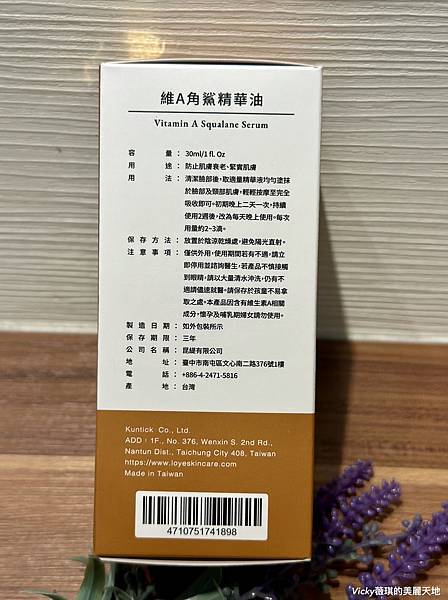 維A角鯊精華油
Vitamin A Squalane Serum
容量：30ml/1 fl. Oz
用途：防止肌膚衰老、緊實肌膚
用法：清潔臉部後，取適量精華液均勻塗抹
於臉部及頸部肌膚，輕輕按摩至完全
吸收即可。初期晚上二天一次，持續
使用2週後，改為每天晚上使用。每次
用量約2~3滴。
保存方法：放置於陰涼乾燥處，避免陽光直射。
注意事項：僅供外用，使用期間若有不適，請立
即停用並諮詢醫生，若產品不慎接觸
到眼睛，請以大量清水沖洗，仍有不
適請儘速就醫。請保存於孩童不易拿
取之處。本產品因含有維生素A相關
成分，懷孕及哺乳期婦女請勿使用。
製造日期：如外包裝所示
保存期限：三年
公司名稱：昆緹有限公司
地址：臺中市南屯區文心南二路376號1樓
電話：+886-4-2471-5816
產地：台灣
Kuntick Co., Ltd.
ADD：1F., No. 376, Wenxin S. 2nd Rd.,
Nantun Dist., Taichung City 408, Taiwan
https://www.loyeskincare.com
Made in Taiwan
4710751741898
Vicky薇琪的美麗天地